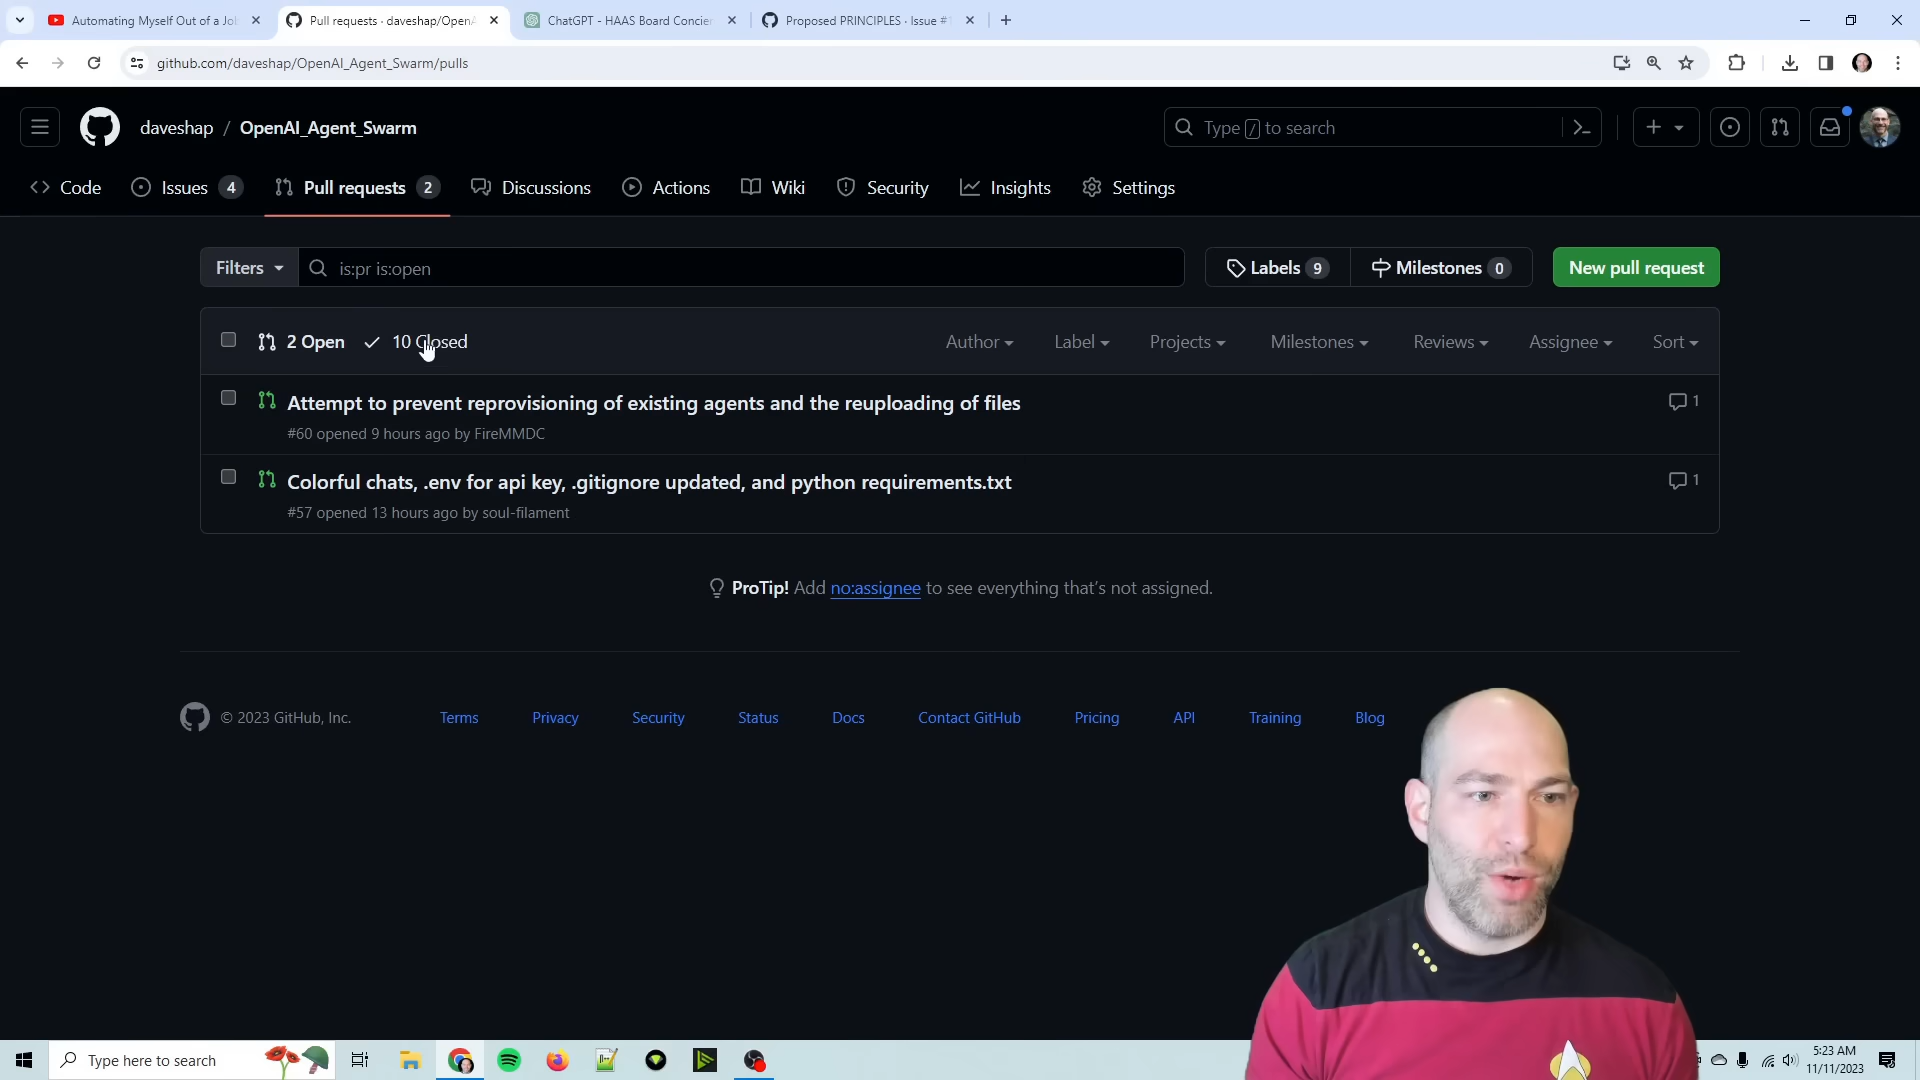 Automating Myself Out of a Job
Pull requests · daveshap/OpenA
ChatGPT - HAAS Board Concier
Proposed PRINCIPLES · Issue #
github.com/daveshap/OpenAI_Agent_Swarm/pulls
daveshap / OpenAI_Agent_Swarm
Type / to search
Code
Issues 4
Pull requests 2
Discussions
Actions
Wiki
Security
Insights
Settings
Filters
is:pr is:open
Labels 9
Milestones 0
New pull request
2 Open
10 Closed
Author
Label
Projects
Milestones
Reviews
Assignee
Sort
Attempt to prevent reprovisioning of existing agents and the reuploading of files
1
#60 opened 9 hours ago by FireMMDC
Colorful chats, .env for api key, .gitignore updated, and python requirements.txt
1
#57 opened 13 hours ago by soul-filament
ProTip! Add no:assignee to see everything that's not assigned.
© 2023 GitHub, Inc.
Terms
Privacy
Security
Status
Docs
Contact GitHub
Pricing
API
Training
Blog
Type here to search
5:23 AM
11/11/2023